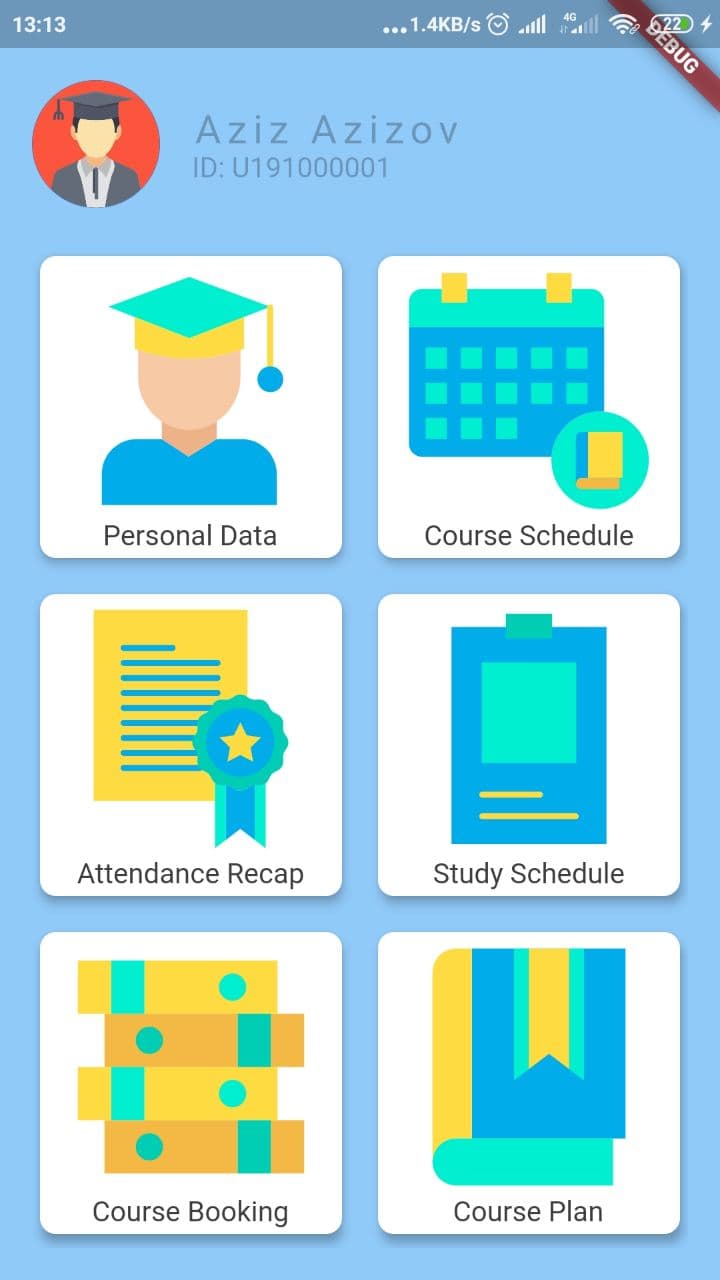 13:13 ...1.4KB/s 4G 22
DEBUG
Aziz Azizov
ID: U191000001
Personal Data
Course Schedule
Attendance Recap
Study Schedule
Course Booking
Course Plan